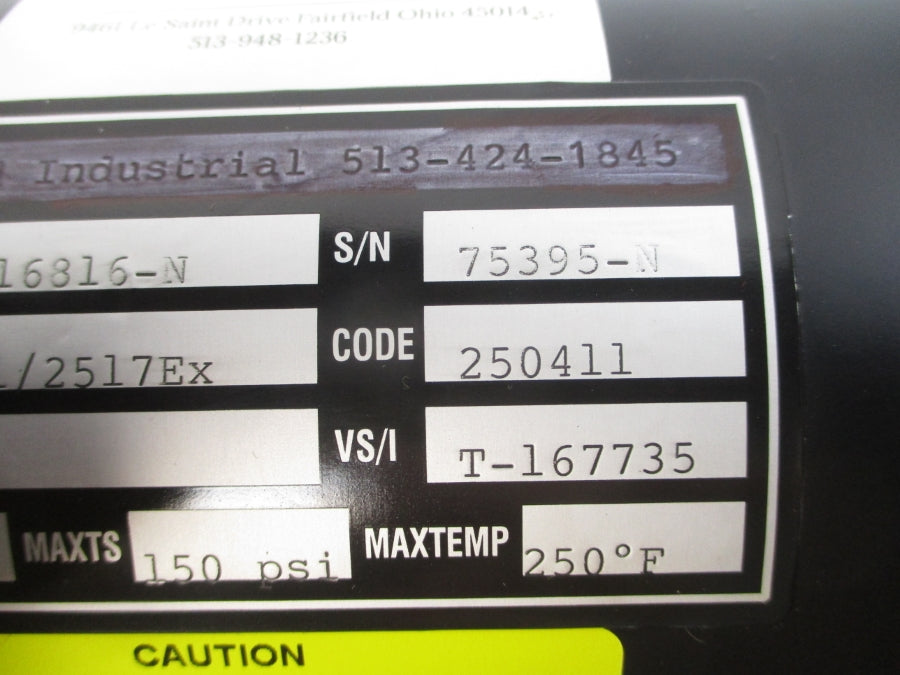 9461 Le Saint Drive Fairfield Ohio 45014
513-948-1236
Industrial 513-424-1845
16816-N S/N 75395-N
/2517Ex CODE 250411
VS/I T-167735
MAXTS 150 psi MAXTEMP 250°F
CAUTION